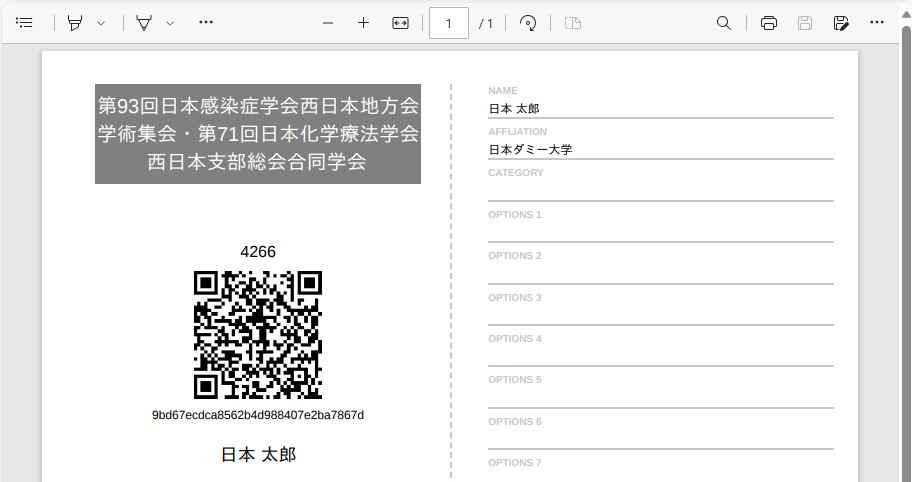 1 / 1
第93回日本感染症学会西日本地方会
学術集会・第71回日本化学療法学会
西日本支部総会合同学会
4266
9bd67ecdca8562b4d988407e2ba7867d
日本 太郎
NAME
日本 太郎
AFFLIATION
日本ダミー大学
CATEGORY
OPTIONS 1
OPTIONS 2
OPTIONS 3
OPTIONS 4
OPTIONS 5
OPTIONS 6
OPTIONS 7